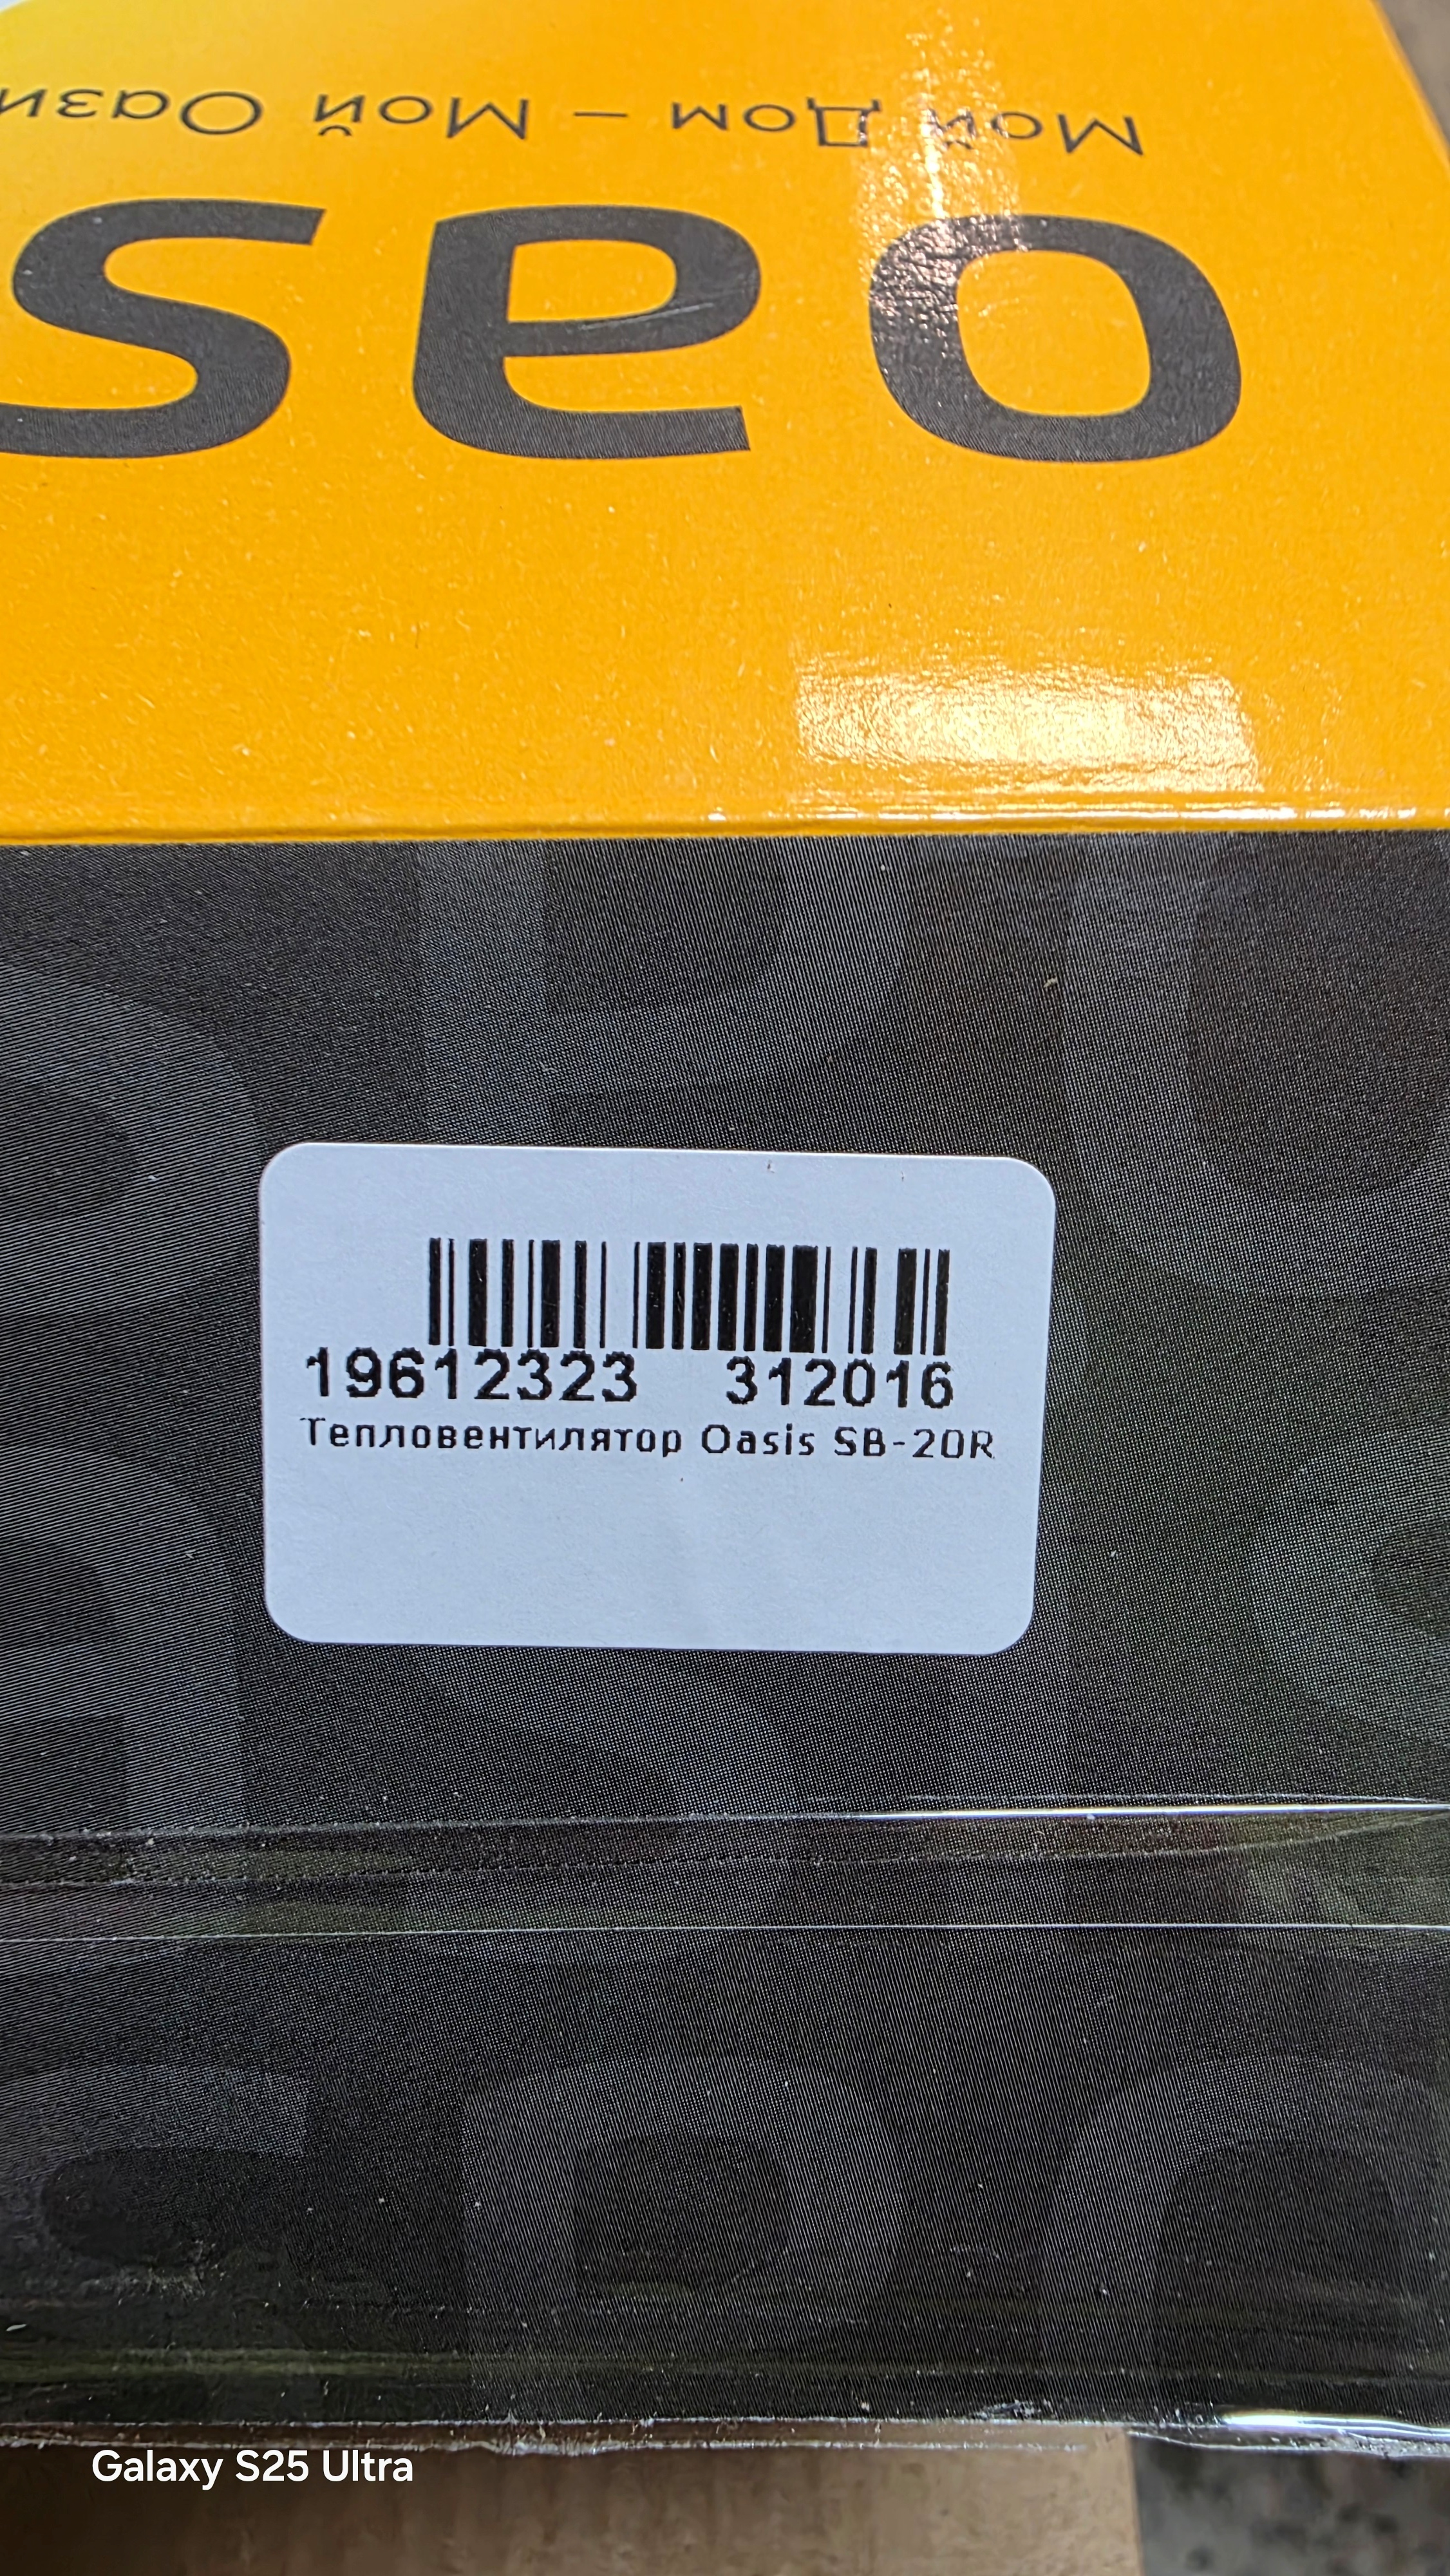 Мой Дом – Мой Оази
oas
19612323 312016
Тепловентилятор Oasis SB-20R
Galaxy S25 Ultra